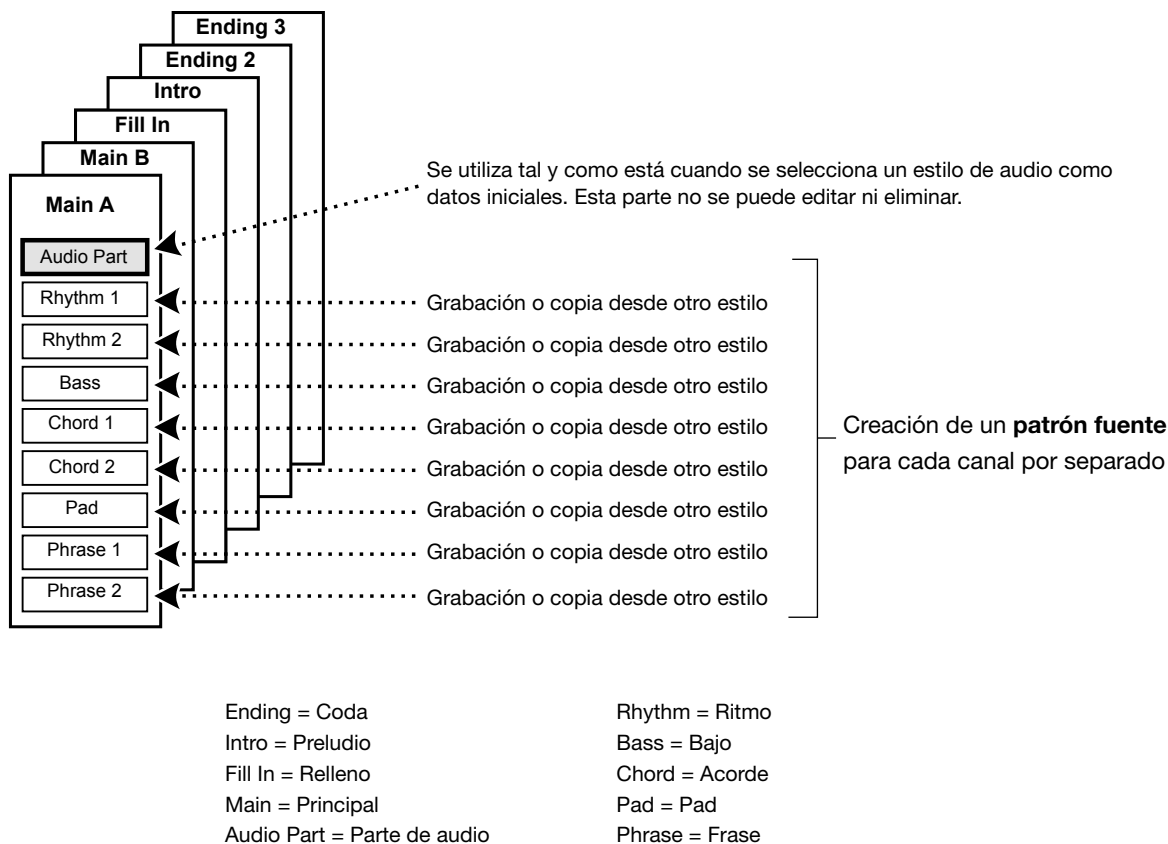 Ending 3
Ending 2
Intro
Fill In
Main B
Main A
Se utiliza tal y como está cuando se selecciona un estilo de audio como
datos iniciales. Esta parte no se puede editar ni eliminar.
Audio Part
Rhythm 1
Grabación o copia desde otro estilo
Rhythm 2
Grabación o copia desde otro estilo
Bass
Grabación o copia desde otro estilo
Chord 1
Grabación o copia desde otro estilo
Chord 2
Grabación o copia desde otro estilo
Pad
Grabación o copia desde otro estilo
Phrase 1
Grabación o copia desde otro estilo
Phrase 2
Grabación o copia desde otro estilo
Creación de un patrón fuente
para cada canal por separado
Ending = Coda
Intro = Preludio
Fill In = Relleno
Main = Principal
Audio Part = Parte de audio
Rhythm = Ritmo
Bass = Bajo
Chord = Acorde
Pad = Pad
Phrase = Frase